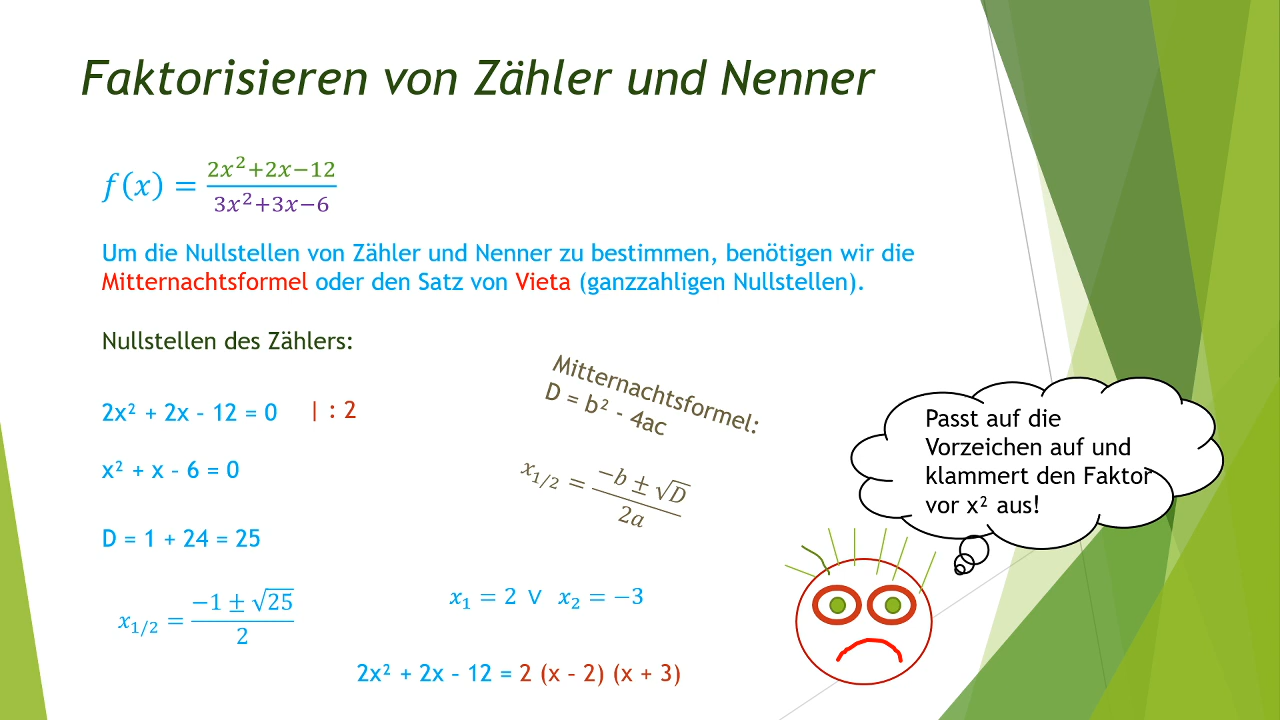 Faktorisieren von Zähler und Nenner
f(x) = (2x²+2x−12)/(3x²+3x−6)
Um die Nullstellen von Zähler und Nenner zu bestimmen, benötigen wir die
Mitternachtsformel oder den Satz von Vieta (ganzzahligen Nullstellen).
Nullstellen des Zählers:
Mitternachtsformel:
D = b² - 4ac
x₁/₂ = (−b ± √D)/(2a)
2x² + 2x – 12 = 0 | : 2
x² + x – 6 = 0
D = 1 + 24 = 25
x₁/₂ = (−1 ± √25)/2
x₁ = 2 ∨ x₂ = −3
2x² + 2x – 12 = 2 (x – 2) (x + 3)
Passt auf die
Vorzeichen auf und
klammert den Faktor
vor x² aus!